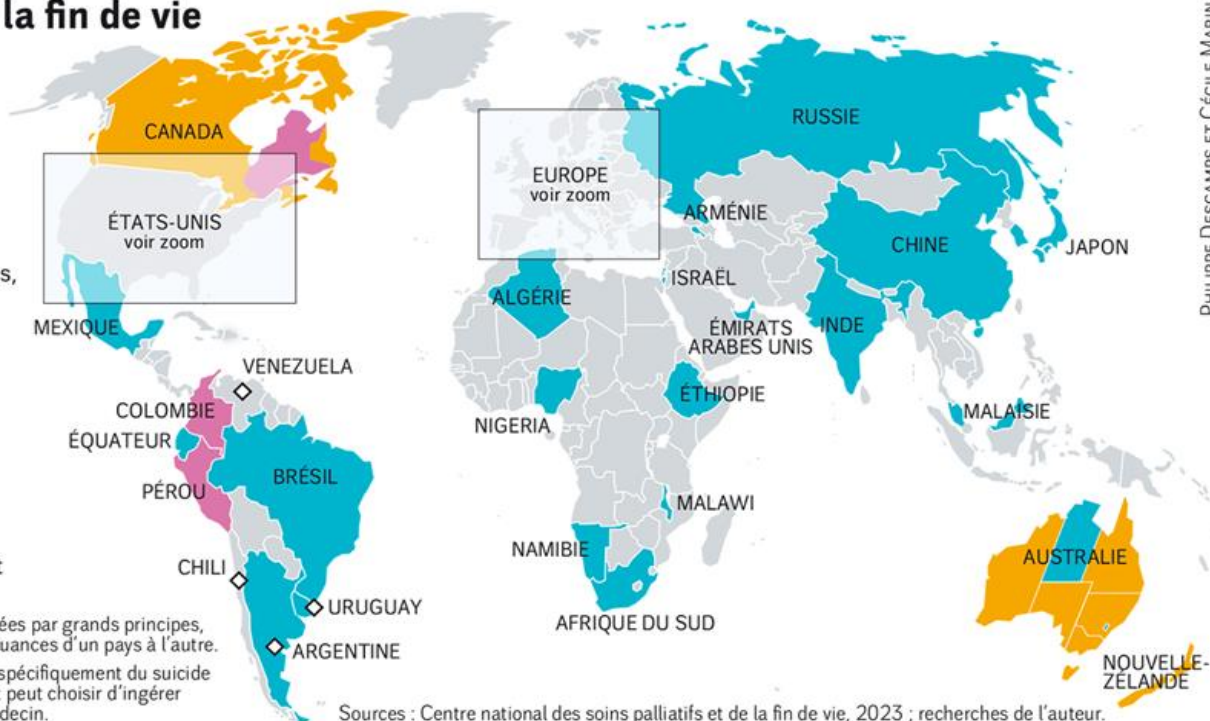 la fin de vie
CANADA
ÉTATS-UNIS
voir zoom
EUROPE
voir zoom
RUSSIE
ARMÉNIE
CHINE
JAPON
s,
ISRAËL
ALGÉRIE
MEXIQUE
ÉMIRATS
ARABES UNIS
INDE
VENEZUELA
ÉTHIOPIE
COLOMBIE
MALAISIE
NIGERIA
ÉQUATEUR
BRÉSIL
PÉROU
MALAWI
NAMIBIE
AUSTRALIE
CHILI
t
URUGUAY
AFRIQUE DU SUD
ées par grands principes,
uances d'un pays à l'autre.
ARGENTINE
NOUVELLE-
ZÉLANDE
spécifiquement du suicide
t peut choisir d'ingérer
decin.
Sources : Centre national des soins palliatifs et de la fin de vie, 2023 ; recherches de l'auteur.
PHILIPPE DESCAMPS ET CÉCILE MARIN